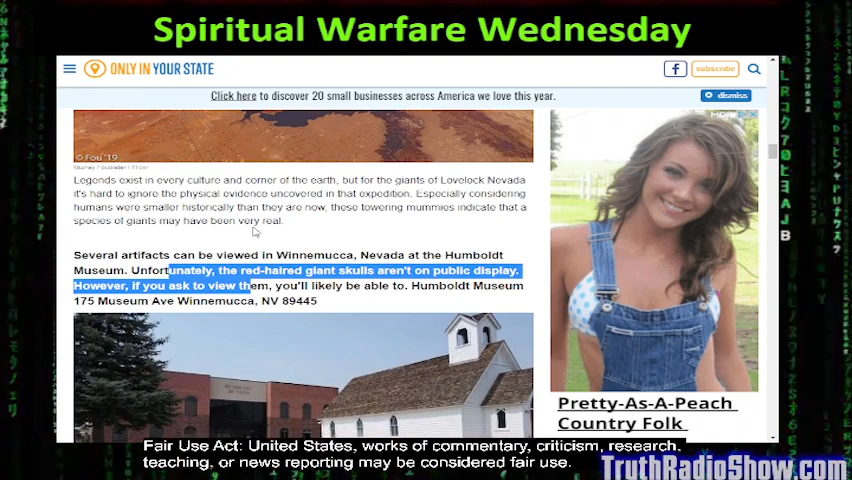 Spiritual Warfare Wednesday
ONLY IN YOUR STATE
subscribe
Click here to discover 20 small businesses across America we love this year.
dismiss
© Fou '19
Legends exist in every culture and corner of the earth, but for the giants of Lovelock Nevada
it's hard to ignore the physical evidence uncovered in that expedition. Especially considering
humans were smaller historically than they are now, these towering mummies indicate that a
species of giants may have been very real.
Several artifacts can be viewed in Winnemucca, Nevada at the Humboldt
Museum. Unfortunately, the red-haired giant skulls aren't on public display.
However, if you ask to view them, you'll likely be able to. Humboldt Museum
175 Museum Ave Winnemucca, NV 89445
Pretty-As-A-Peach
Country Folk
Fair Use Act: United States, works of commentary, criticism, research,
teaching, or news reporting may be considered fair use.
TruthRadioShow.com